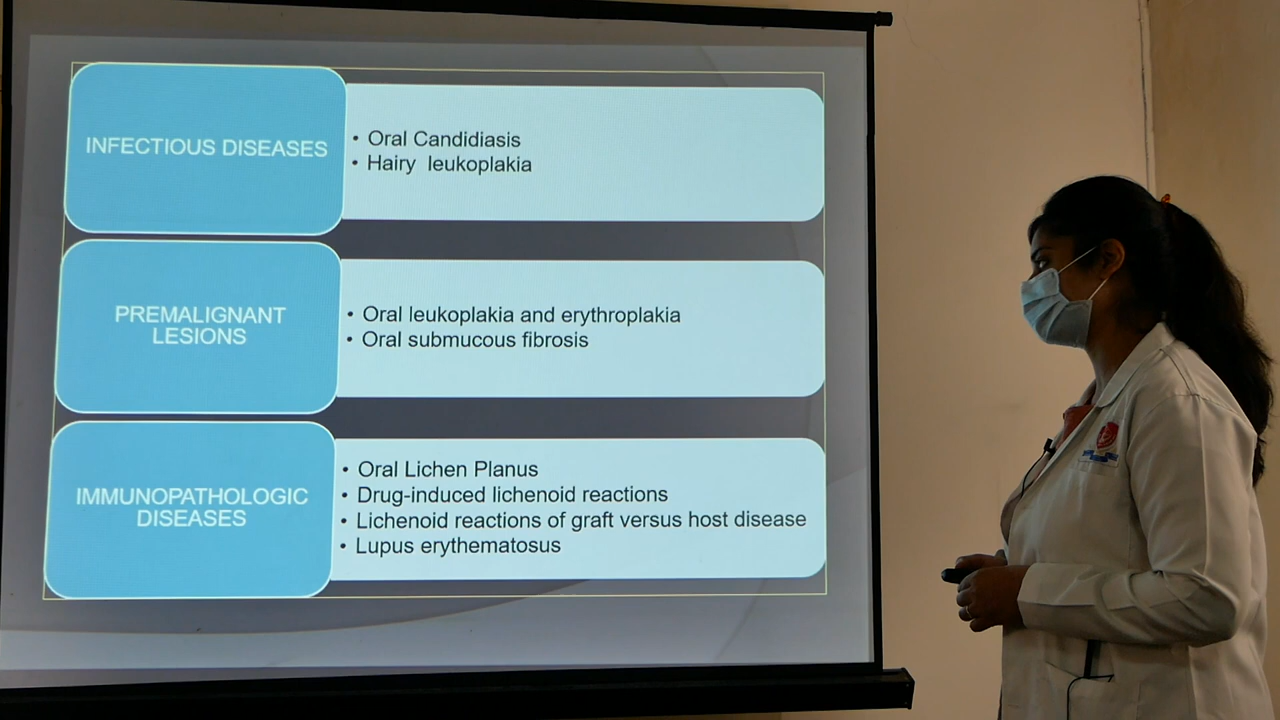 INFECTIOUS DISEASES
• Oral Candidiasis
• Hairy leukoplakia
PREMALIGNANT
LESIONS
• Oral leukoplakia and erythroplakia
• Oral submucous fibrosis
IMMUNOPATHOLOGIC
DISEASES
• Oral Lichen Planus
• Drug-induced lichenoid reactions
• Lichenoid reactions of graft versus host disease
• Lupus erythematosus